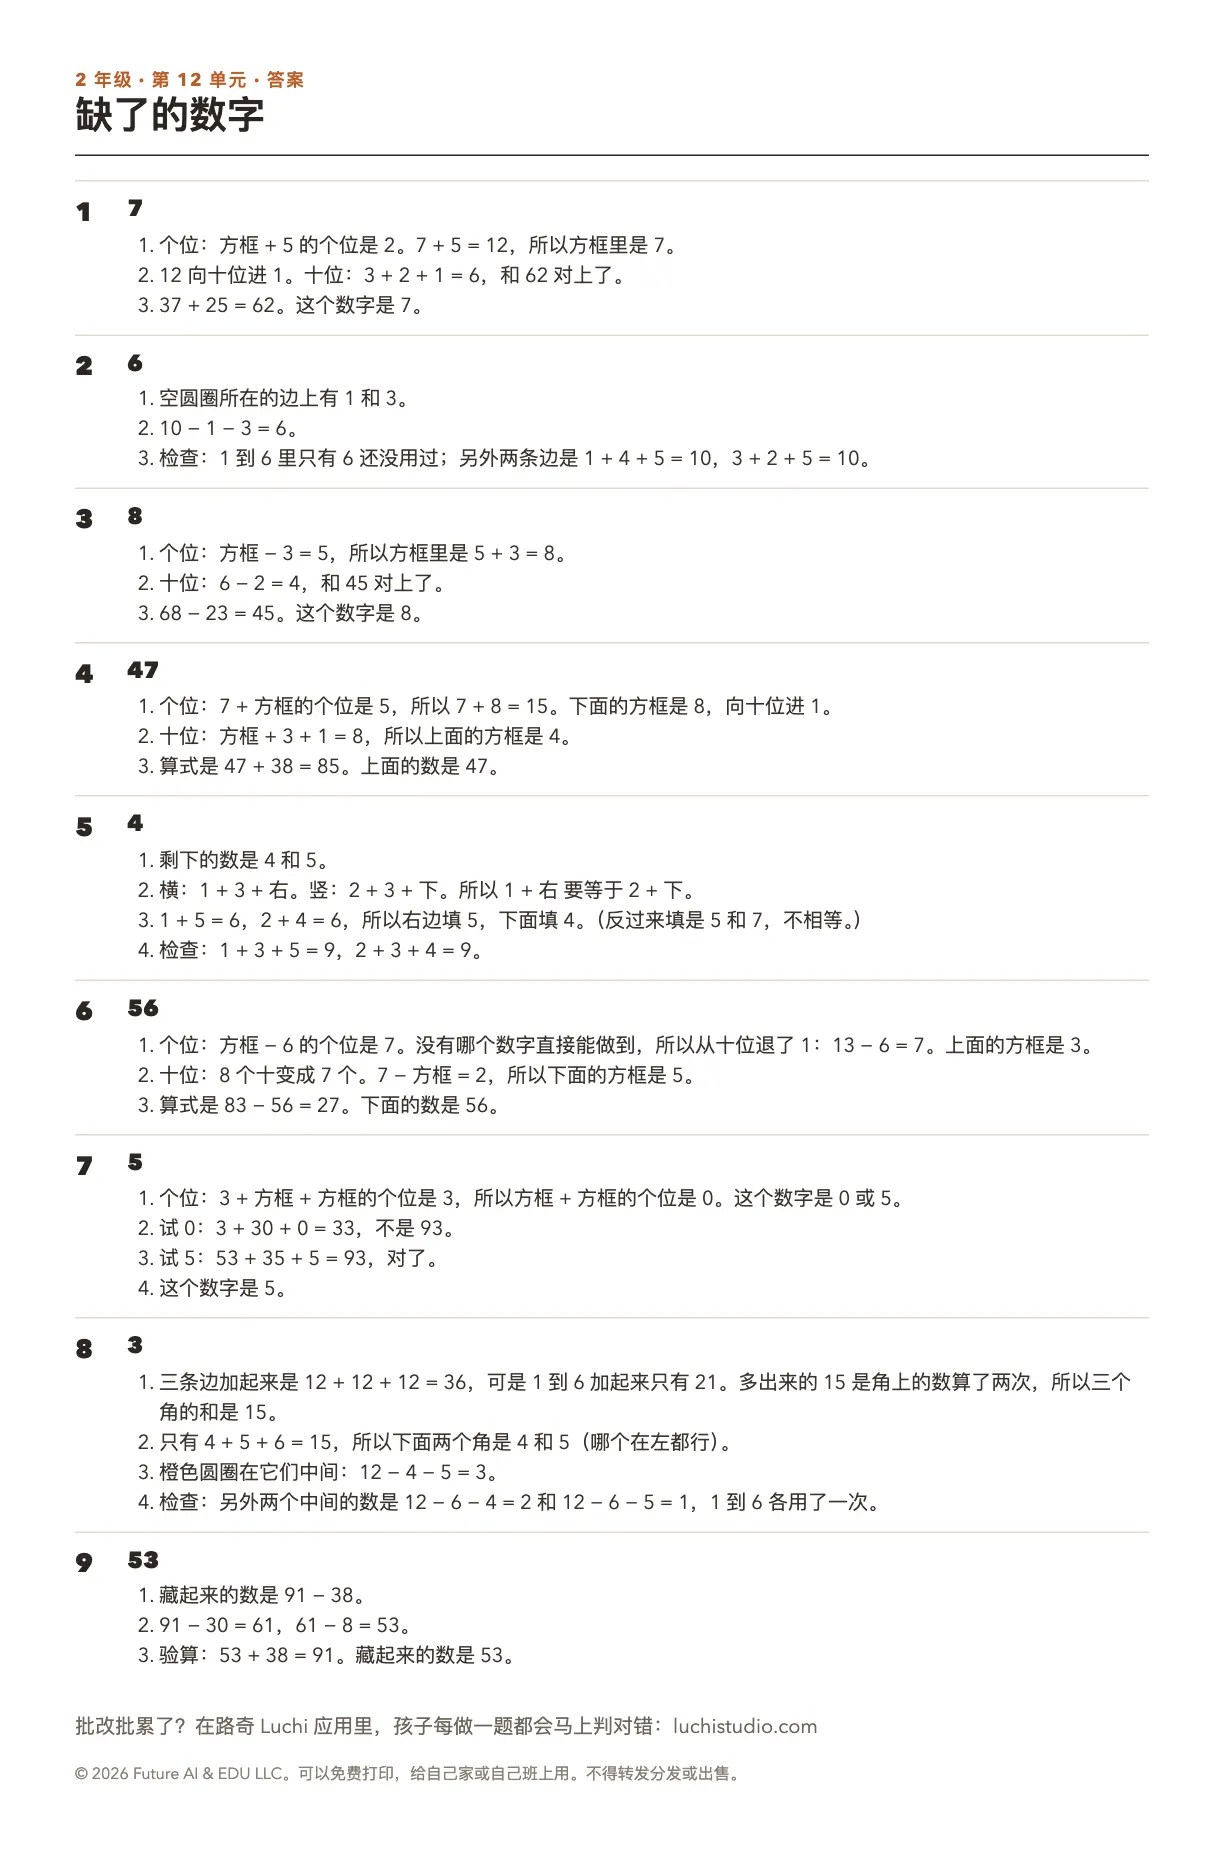 2 年级 · 第 12 单元 · 答案
缺了的数字
1 7
1. 个位：方框 + 5 的个位是 2。7 + 5 = 12，所以方框里是 7。
2. 12 向十位进 1。十位：3 + 2 + 1 = 6，和 62 对上了。
3. 37 + 25 = 62。这个数字是 7。
2 6
1. 空圆圈所在的边上有 1 和 3。
2. 10 − 1 − 3 = 6。
3. 检查：1 到 6 里只有 6 还没用过；另外两条边是 1 + 4 + 5 = 10，3 + 2 + 5 = 10。
3 8
1. 个位：方框 − 3 = 5，所以方框里是 5 + 3 = 8。
2. 十位：6 − 2 = 4，和 45 对上了。
3. 68 − 23 = 45。这个数字是 8。
4 47
1. 个位：7 + 方框的个位是 5，所以 7 + 8 = 15。下面的方框是 8，向十位进 1。
2. 十位：方框 + 3 + 1 = 8，所以上面的方框是 4。
3. 算式是 47 + 38 = 85。上面的数是 47。
5 4
1. 剩下的数是 4 和 5。
2. 横：1 + 3 + 右。竖：2 + 3 + 下。所以 1 + 右 要等于 2 + 下。
3. 1 + 5 = 6，2 + 4 = 6，所以右边填 5，下面填 4。（反过来填是 5 和 7，不相等。）
4. 检查：1 + 3 + 5 = 9，2 + 3 + 4 = 9。
6 56
1. 个位：方框 − 6 的个位是 7。没有哪个数字直接能做到，所以从十位退了 1：13 − 6 = 7。上面的方框是 3。
2. 十位：8 个十变成 7 个。7 − 方框 = 2，所以下面的方框是 5。
3. 算式是 83 − 56 = 27。下面的数是 56。
7 5
1. 个位：3 + 方框 + 方框的个位是 3，所以方框 + 方框的个位是 0。这个数字是 0 或 5。
2. 试 0：3 + 30 + 0 = 33，不是 93。
3. 试 5：53 + 35 + 5 = 93，对了。
4. 这个数字是 5。
8 3
1. 三条边加起来是 12 + 12 + 12 = 36，可是 1 到 6 加起来只有 21。多出来的 15 是角上的数算了两次，所以三个
角的和是 15。
2. 只有 4 + 5 + 6 = 15，所以下面两个角是 4 和 5（哪个在左都行）。
3. 橙色圆圈在它们中间：12 − 4 − 5 = 3。
4. 检查：另外两个中间的数是 12 − 6 − 4 = 2 和 12 − 6 − 5 = 1，1 到 6 各用了一次。
9 53
1. 藏起来的数是 91 − 38。
2. 91 − 30 = 61，61 − 8 = 53。
3. 验算：53 + 38 = 91。藏起来的数是 53。
批改批累了？在路奇 Luchi 应用里，孩子每做一题都会马上判对错：luchistudio.com
© 2026 Future AI & EDU LLC。可以免费打印，给自己家或自己班上用。不得转发分发或出售。